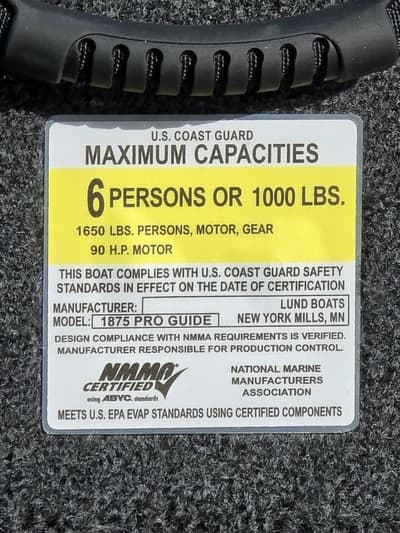 U.S. COAST GUARD
MAXIMUM CAPACITIES
6 PERSONS OR 1000 LBS.
1650 LBS. PERSONS, MOTOR, GEAR
90 H.P. MOTOR
THIS BOAT COMPLIES WITH U.S. COAST GUARD SAFETY
STANDARDS IN EFFECT ON THE DATE OF CERTIFICATION
MANUFACTURER: LUND BOATS
MODEL: 1875 PRO GUIDE NEW YORK MILLS, MN
DESIGN COMPLIANCE WITH NMMA REQUIREMENTS IS VERIFIED.
MANUFACTURER RESPONSIBLE FOR PRODUCTION CONTROL.
NMMA
CERTIFIED
using ABYC. standards
NATIONAL MARINE
MANUFACTURERS
ASSOCIATION
MEETS U.S. EPA EVAP STANDARDS USING CERTIFIED COMPONENTS